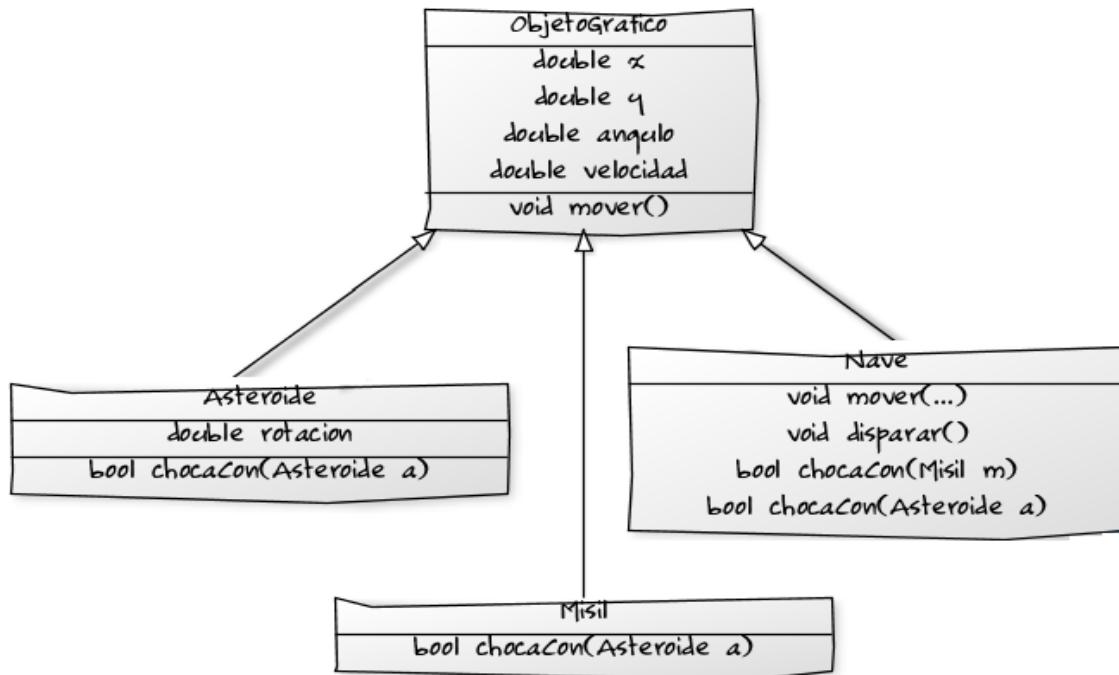 ObjetoGrafico
double x
double y
double angulo
double velocidad
void mover()
Asteroide
double rotacion
bool chocaCon(Asteroide a)
Nave
void mover(...)
void disparar()
bool chocaCon(Misil m)
bool chocaCon(Asteroide a)
Misil
bool chocaCon(Asteroide a)